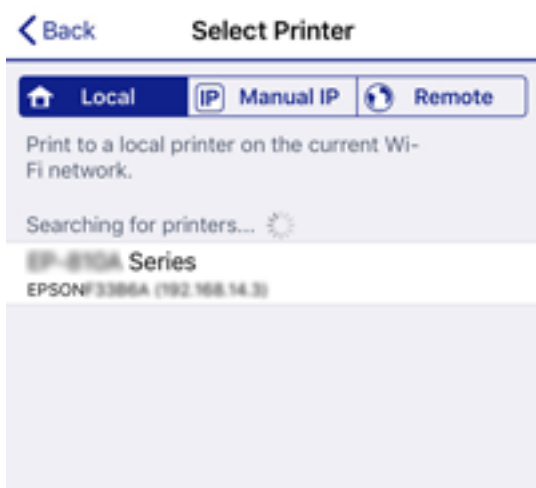 Back
Select Printer
Local
IP Manual IP
Remote
Print to a local printer on the current Wi-
Fi network.
Searching for printers...
Series
EPSON